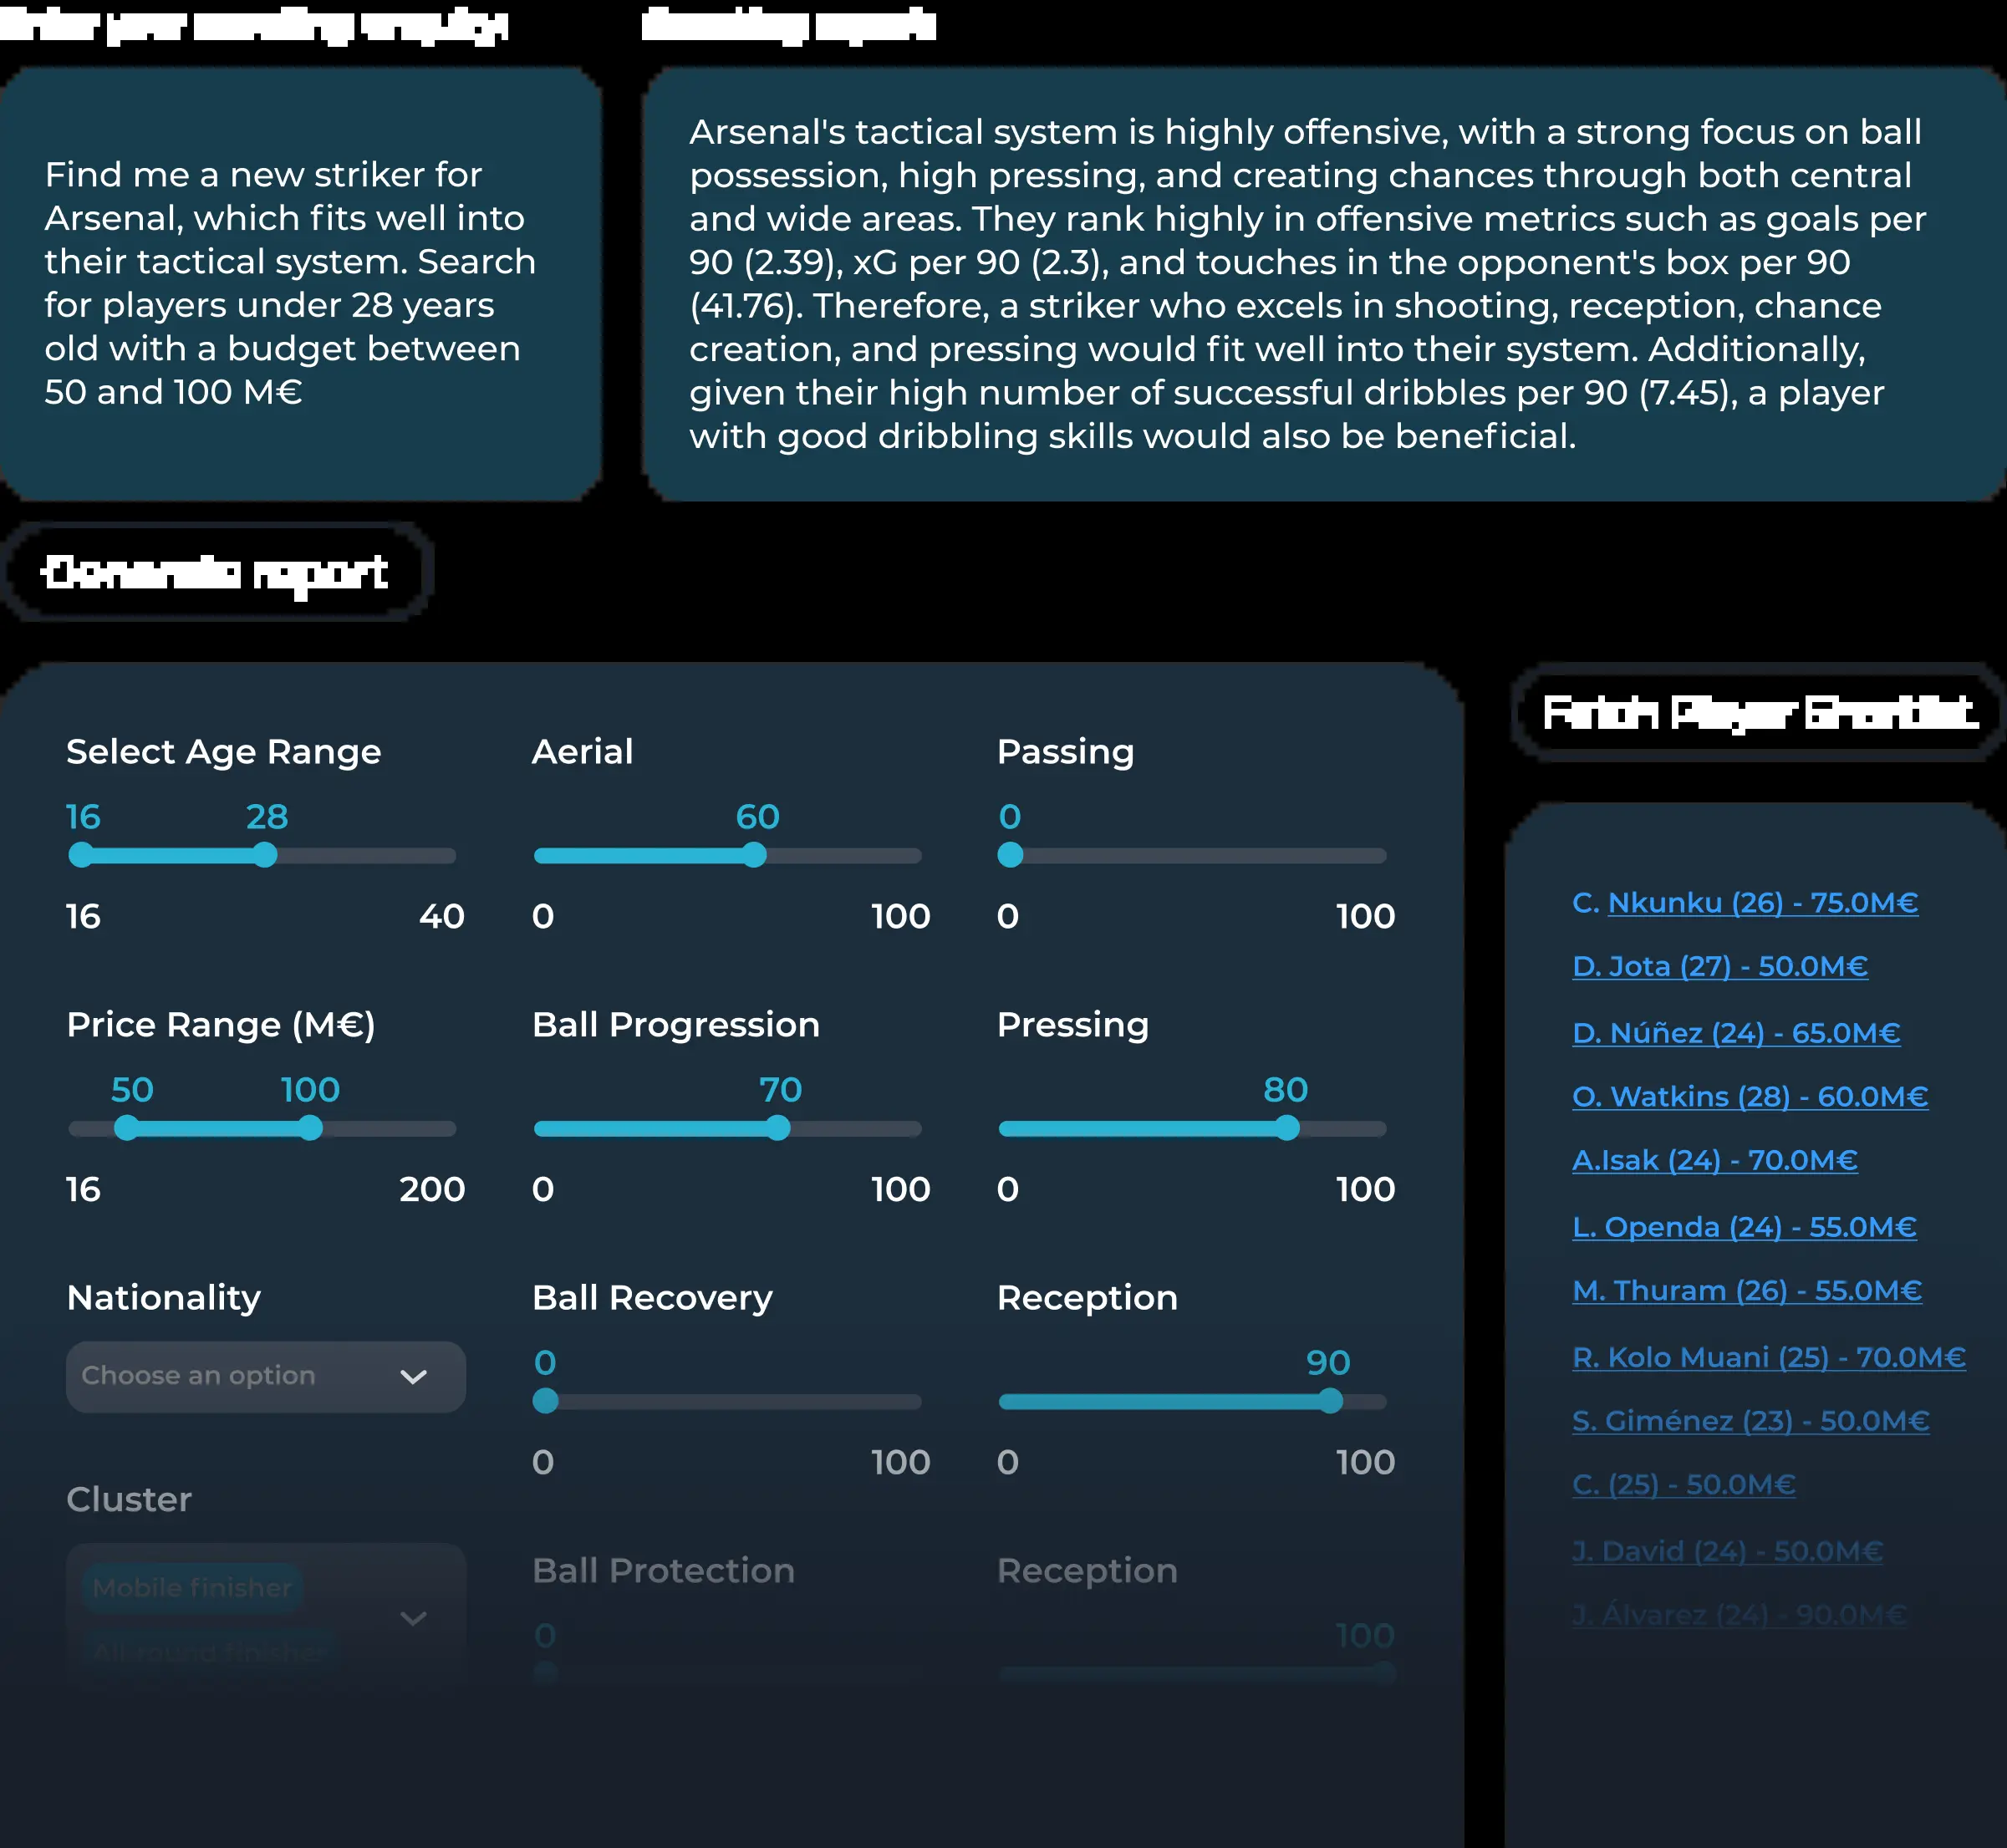 Enter your scouting enquiry:
Scouting report
Find me a new striker for
Arsenal, which fits well into
their tactical system. Search
for players under 28 years
old with a budget between
50 and 100 M€
Arsenal's tactical system is highly offensive, with a strong focus on ball
possession, high pressing, and creating chances through both central
and wide areas. They rank highly in offensive metrics such as goals per
90 (2.39), xG per 90 (2.3), and touches in the opponent's box per 90
(41.76). Therefore, a striker who excels in shooting, reception, chance
creation, and pressing would fit well into their system. Additionally,
given their high number of successful dribbles per 90 (7.45), a player
with good dribbling skills would also be beneficial.
Generate report
Select Age Range
16 28
16 40
Price Range (M€)
50 100
16 200
Nationality
Choose an option
Cluster
Mobile finisher
All round finisher
Aerial
60
0 100
Ball Progression
70
0 100
Ball Recovery
0
0 100
Ball Protection
0
Passing
0
0 100
Pressing
80
0 100
Reception
90
0 100
Reception
100
Fetch Player Shortlist
C. Nkunku (26) - 75.0M€
D. Jota (27) - 50.0M€
D. Núñez (24) - 65.0M€
O. Watkins (28) - 60.0M€
A.Isak (24) - 70.0M€
L. Openda (24) - 55.0M€
M. Thuram (26) - 55.0M€
R. Kolo Muani (25) - 70.0M€
S. Giménez (23) - 50.0M€
C. (25) - 50.0M€
J. David (24) - 50.0M€
J. Álvarez (24) - 90.0M€